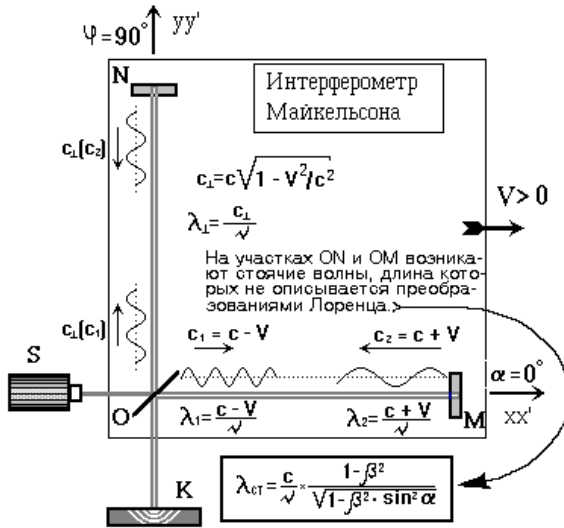 φ=90°
yy'
N
Интерферометр
Майкельсона
c⊥(c₂)
c⊥=c√1 - V²/c²
λ⊥=c⊥/ν
V>0
На участках ON и OM возника-
ют стоячие волны, длина кото-
рых не описывается преобра-
зованиями Лоренца.
c⊥(c₁)
c₁ = c - V
c₂ = c + V
S
α=0°
O
M
xx'
λ₁=c - V/ν
λ₂=c + V/ν
K
λст=c/ν × 1-β²/√1-β²·sin²α